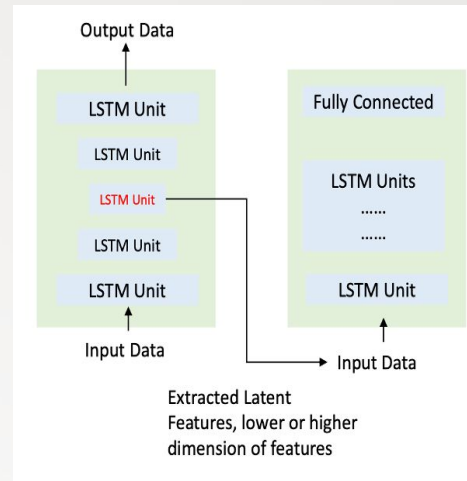 Output Data
LSTM Unit
LSTM Unit
LSTM Unit
LSTM Unit
LSTM Unit
Input Data
Fully Connected
LSTM Units
......
......
LSTM Unit
Input Data
Extracted Latent
Features, lower or higher
dimension of features